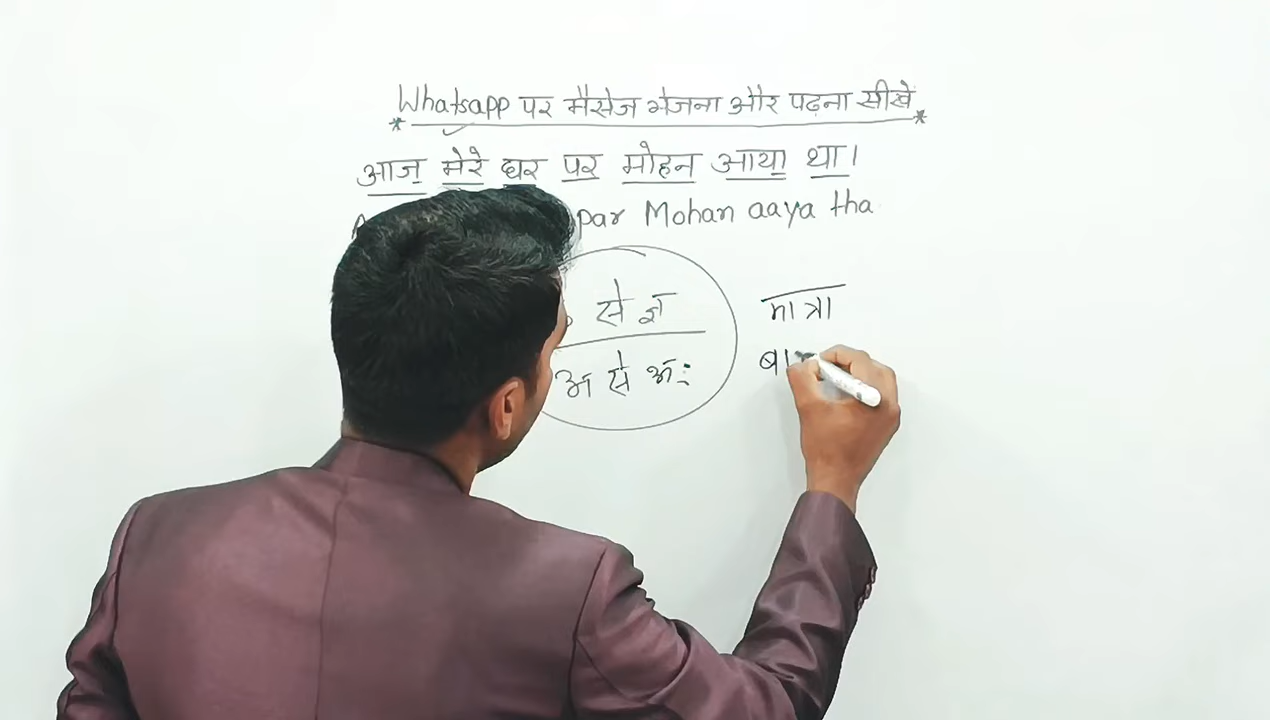 Whatsapp पर मैसेज भेजना और पढ़ना सीखे
आज मेरे घर पर मोहन आया था।
par Mohan aaya tha
से ज्ञ
अ से अः
मात्रा